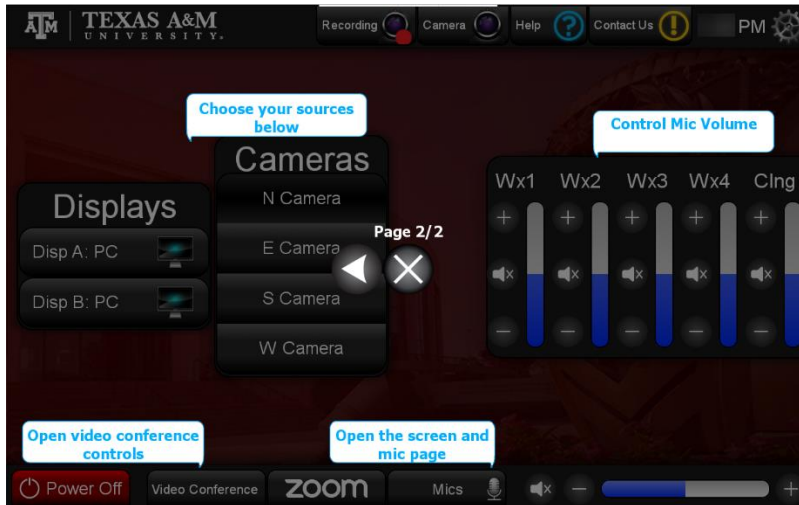 ĀM | TEXAS A&M
UNIVERSITY.
Recording
Camera
Help ?
Contact Us !
PM
Choose your sources
below
Control Mic Volume
Cameras
N Camera
E Camera
S Camera
W Camera
Displays
Disp A: PC
Disp B: PC
Page 2/2
Wx1 Wx2 Wx3 Wx4 Clng
+ + + + +
− − − − −
Open video conference
controls
Open the screen and
mic page
Power Off
Video Conference
zoom
Mics
− +